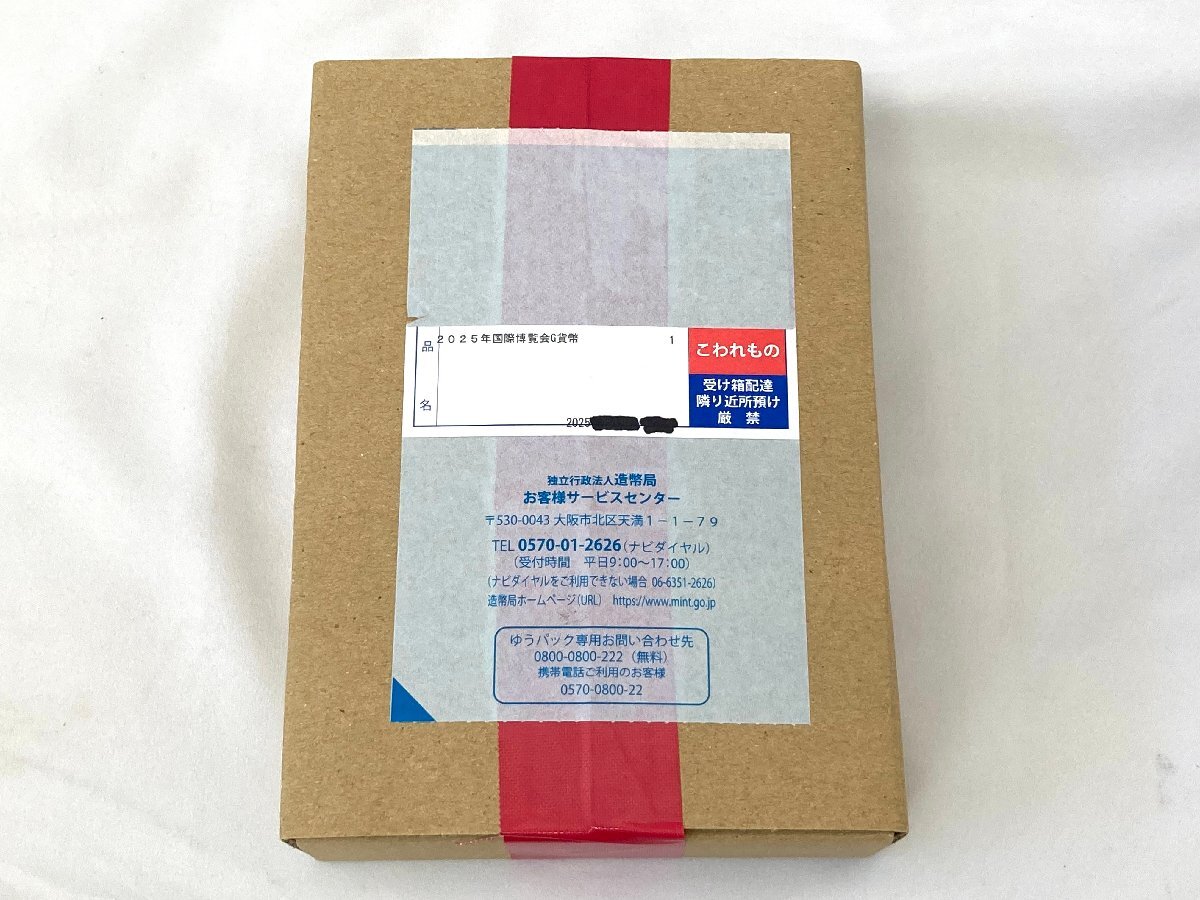 品名
2025年国際博覧会G貨幣 1
2025
こわれもの
受け箱配達
隣り近所預け
厳 禁
独立行政法人造幣局
お客様サービスセンター
〒530-0043 大阪市北区天満1-1-79
TEL 0570-01-2626(ナビダイヤル)
(受付時間 平日9:00~17:00)
(ナビダイヤルをご利用できない場合 06-6351-2626)
造幣局ホームページ(URL) https://www.mint.go.jp
ゆうパック専用お問い合わせ先
0800-0800-222(無料)
携帯電話ご利用のお客様
0570-0800-22